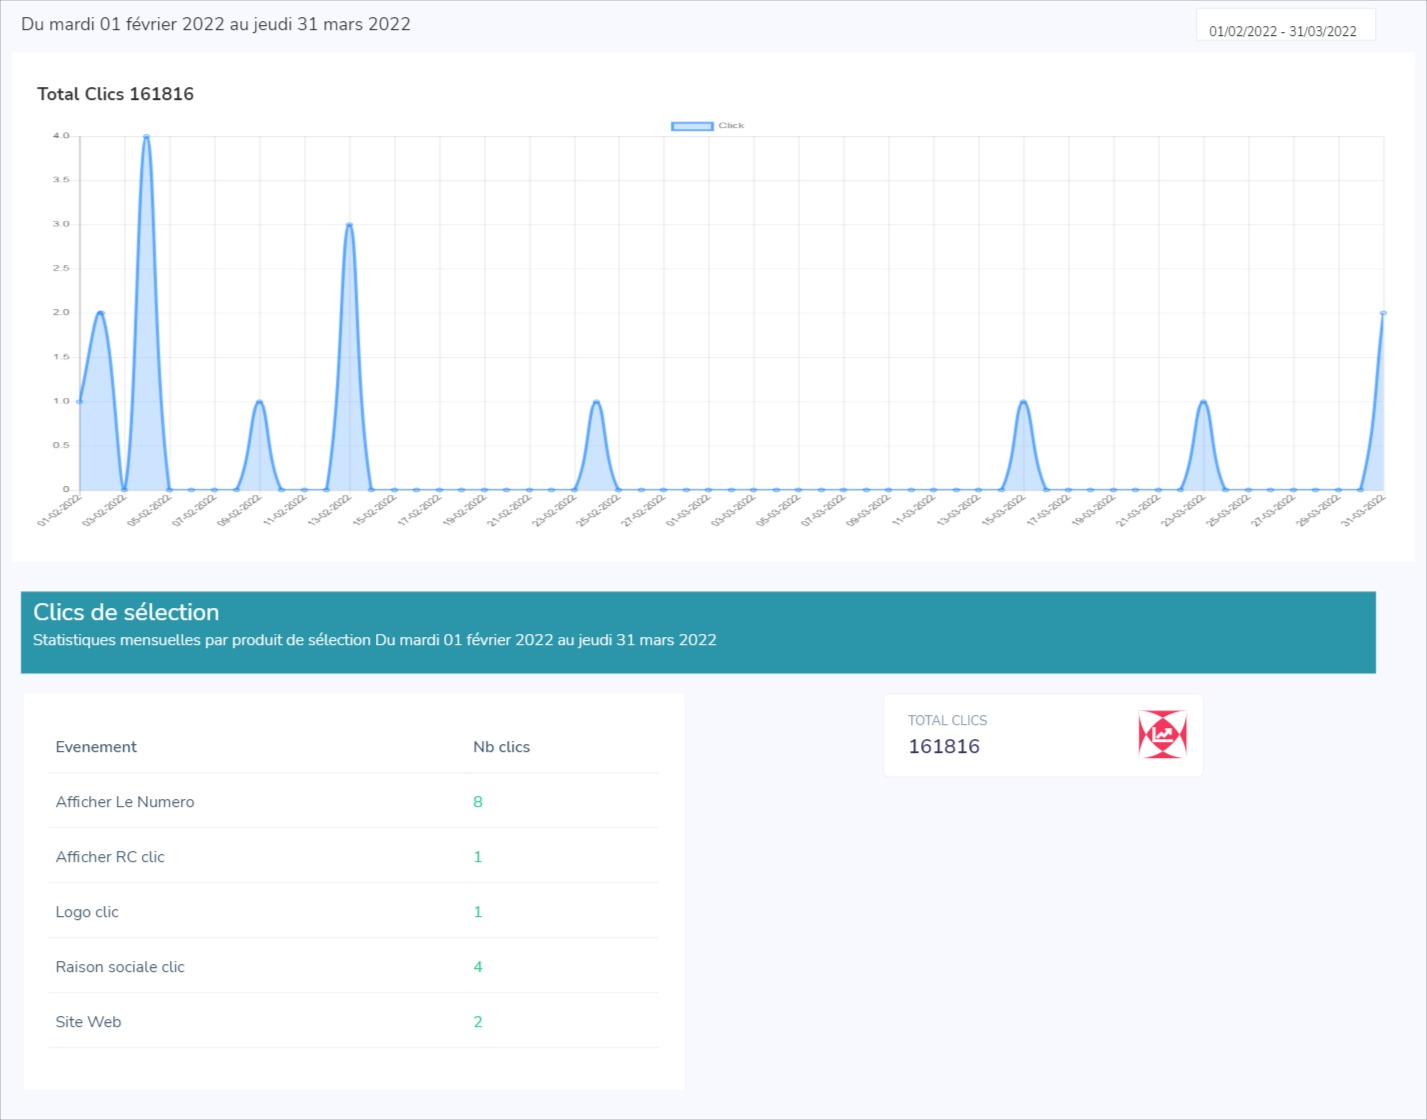 Du mardi 01 février 2022 au jeudi 31 mars 2022
01/02/2022 - 31/03/2022
Total Clics 161816
Click
4.0
3.5
3.0
2.5
2.0
1.5
1.0
0.5
0
01-02-2022 03-02-2022 05-02-2022 07-02-2022 09-02-2022 11-02-2022 13-02-2022 15-02-2022 17-02-2022 19-02-2022 21-02-2022 23-02-2022 25-02-2022 27-02-2022 01-03-2022 03-03-2022 05-03-2022 07-03-2022 09-03-2022 11-03-2022 13-03-2022 15-03-2022 17-03-2022 19-03-2022 21-03-2022 23-03-2022 25-03-2022 27-03-2022 29-03-2022 31-03-2022
Clics de sélection
Statistiques mensuelles par produit de sélection Du mardi 01 février 2022 au jeudi 31 mars 2022
Evenement Nb clics
Afficher Le Numero 8
Afficher RC clic 1
Logo clic 1
Raison sociale clic 4
Site Web 2
TOTAL CLICS
161816